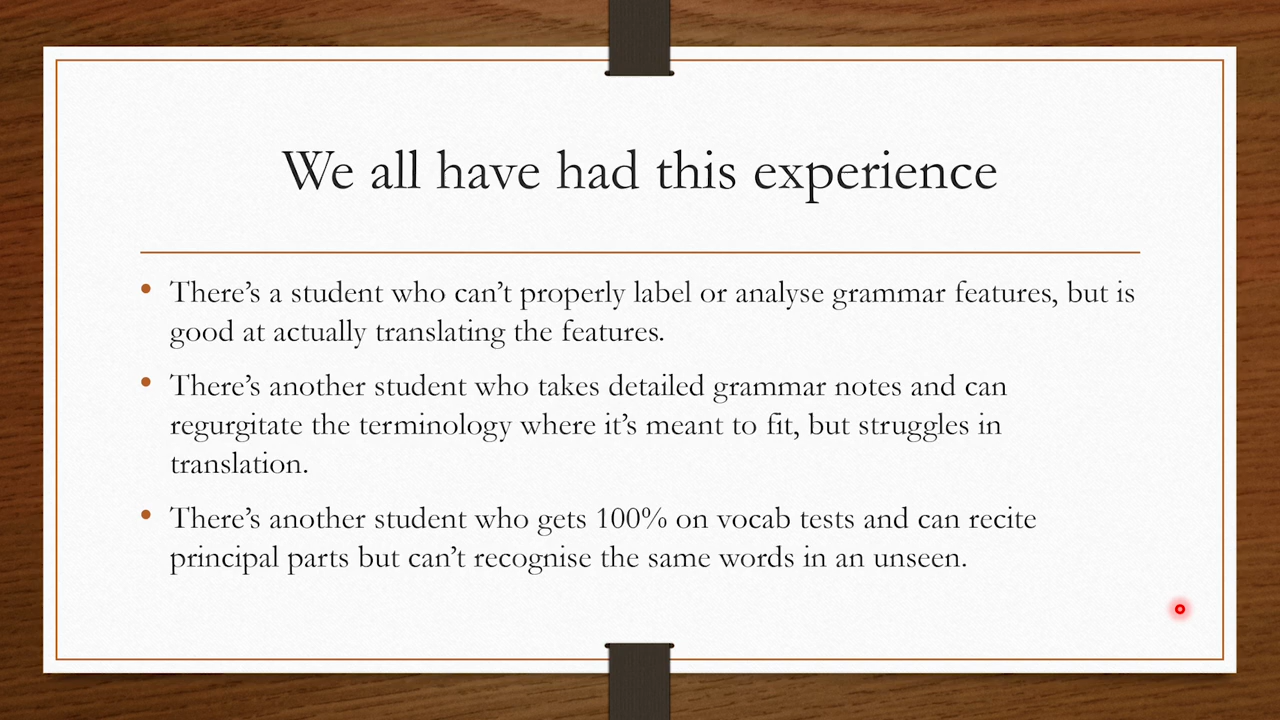 We all have had this experience
• There’s a student who can’t properly label or analyse grammar features, but is
good at actually translating the features.
• There’s another student who takes detailed grammar notes and can
regurgitate the terminology where it’s meant to fit, but struggles in
translation.
• There’s another student who gets 100% on vocab tests and can recite
principal parts but can’t recognise the same words in an unseen.